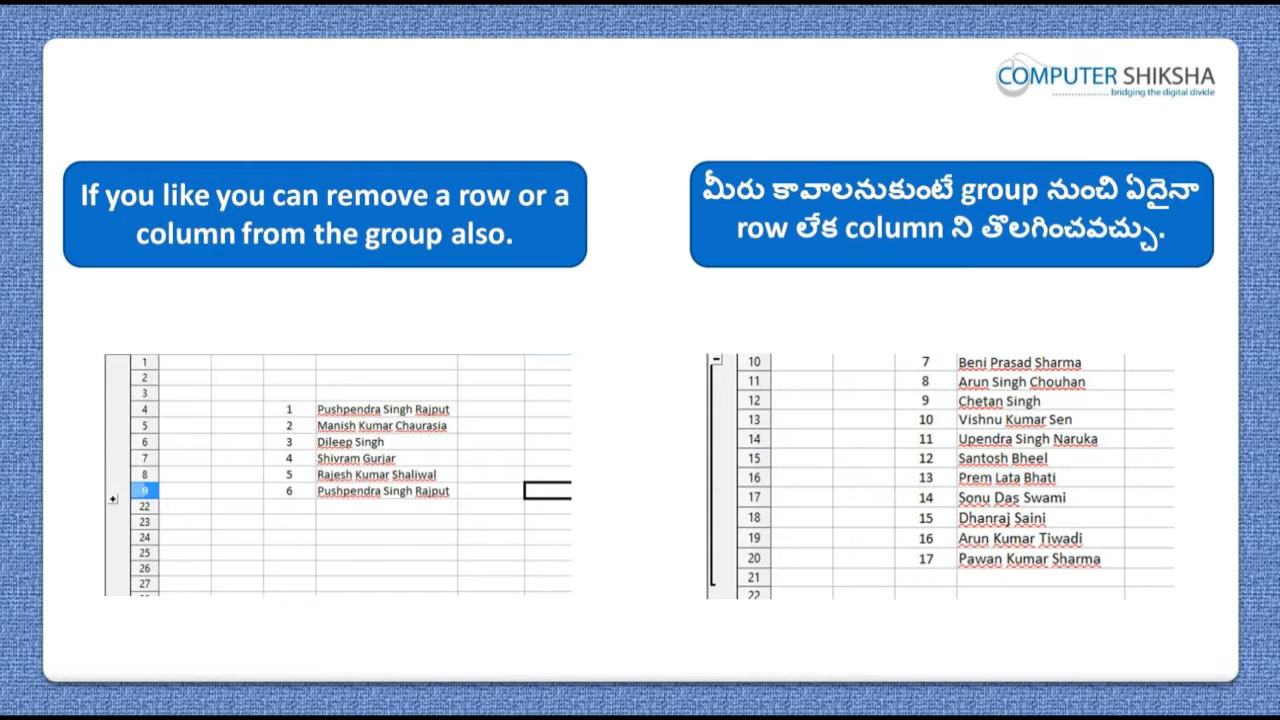 COMPUTER SHIKSHA
bridging the digital divide
If you like you can remove a row or a
column from the group also.
మీరు కావాలనుకుంటే group నుంచి ఏదైనా
row లేక column ని తొలగించవచ్చు.
1
2
3
4 1 Pushpendra Singh Rajput
5 2 Manish Kumar Chaurasia
6 3 Dileep Singh
7 4 Shivram Gurjar
8 5 Rajesh Kumar Shaliwal
9 6 Pushpendra Singh Rajput
22
23
24
25
26
27
10 7 Beni Prasad Sharma
11 8 Arun Singh Chouhan
12 9 Chetan Singh
13 10 Vishnu Kumar Sen
14 11 Upendra Singh Naruka
15 12 Santosh Bheel
16 13 Prem Lata Bhati
17 14 Sonu Das Swami
18 15 Dhanraj Saini
19 16 Arun Kumar Tiwadi
20 17 Pawan Kumar Sharma
21
22